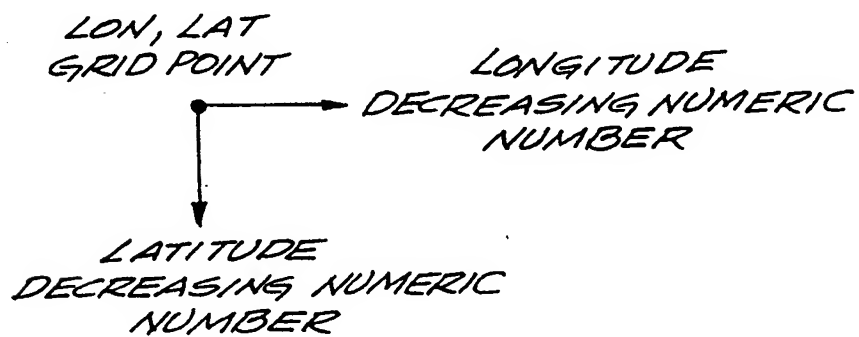 LON, LAT
GRID POINT
LONGITUDE
DECREASING NUMERIC
NUMBER
LATITUDE
DECREASING NUMERIC
NUMBER